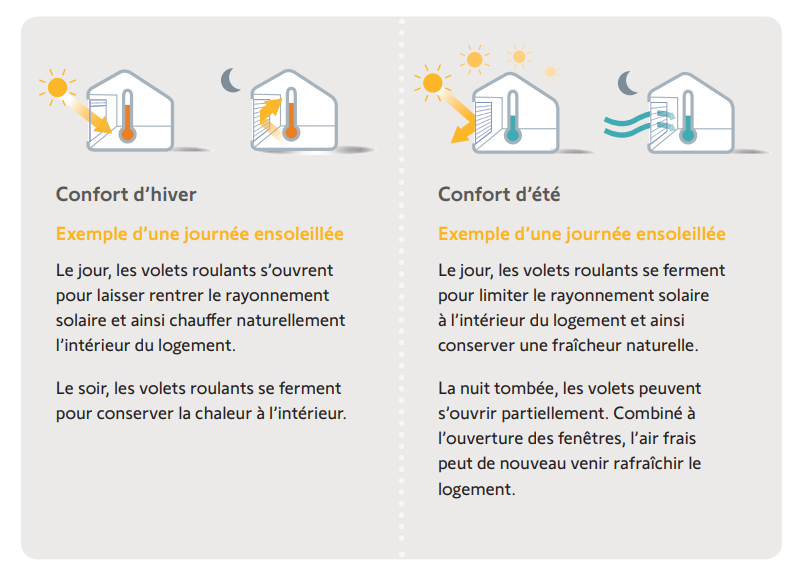 Confort d’hiver
Exemple d’une journée ensoleillée
Le jour, les volets roulants s’ouvrent
pour laisser rentrer le rayonnement
solaire et ainsi chauffer naturellement
l’intérieur du logement.
Le soir, les volets roulants se ferment
pour conserver la chaleur à l’intérieur.
Confort d’été
Exemple d’une journée ensoleillée
Le jour, les volets roulants se ferment
pour limiter le rayonnement solaire
à l’intérieur du logement et ainsi
conserver une fraîcheur naturelle.
La nuit tombée, les volets peuvent
s’ouvrir partiellement. Combiné à
l’ouverture des fenêtres, l’air frais
peut de nouveau venir rafraîchir le
logement.